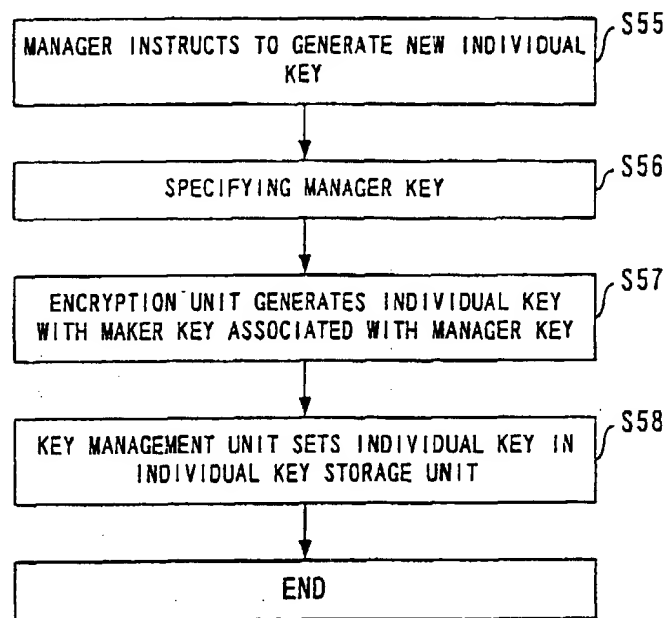 S55
MANAGER INSTRUCTS TO GENERATE NEW INDIVIDUAL
KEY
S56
SPECIFYING MANAGER KEY
S57
ENCRYPTION UNIT GENERATES INDIVIDUAL KEY
WITH MAKER KEY ASSOCIATED WITH MANAGER KEY
S58
KEY MANAGEMENT UNIT SETS INDIVIDUAL KEY IN
INDIVIDUAL KEY STORAGE UNIT
END